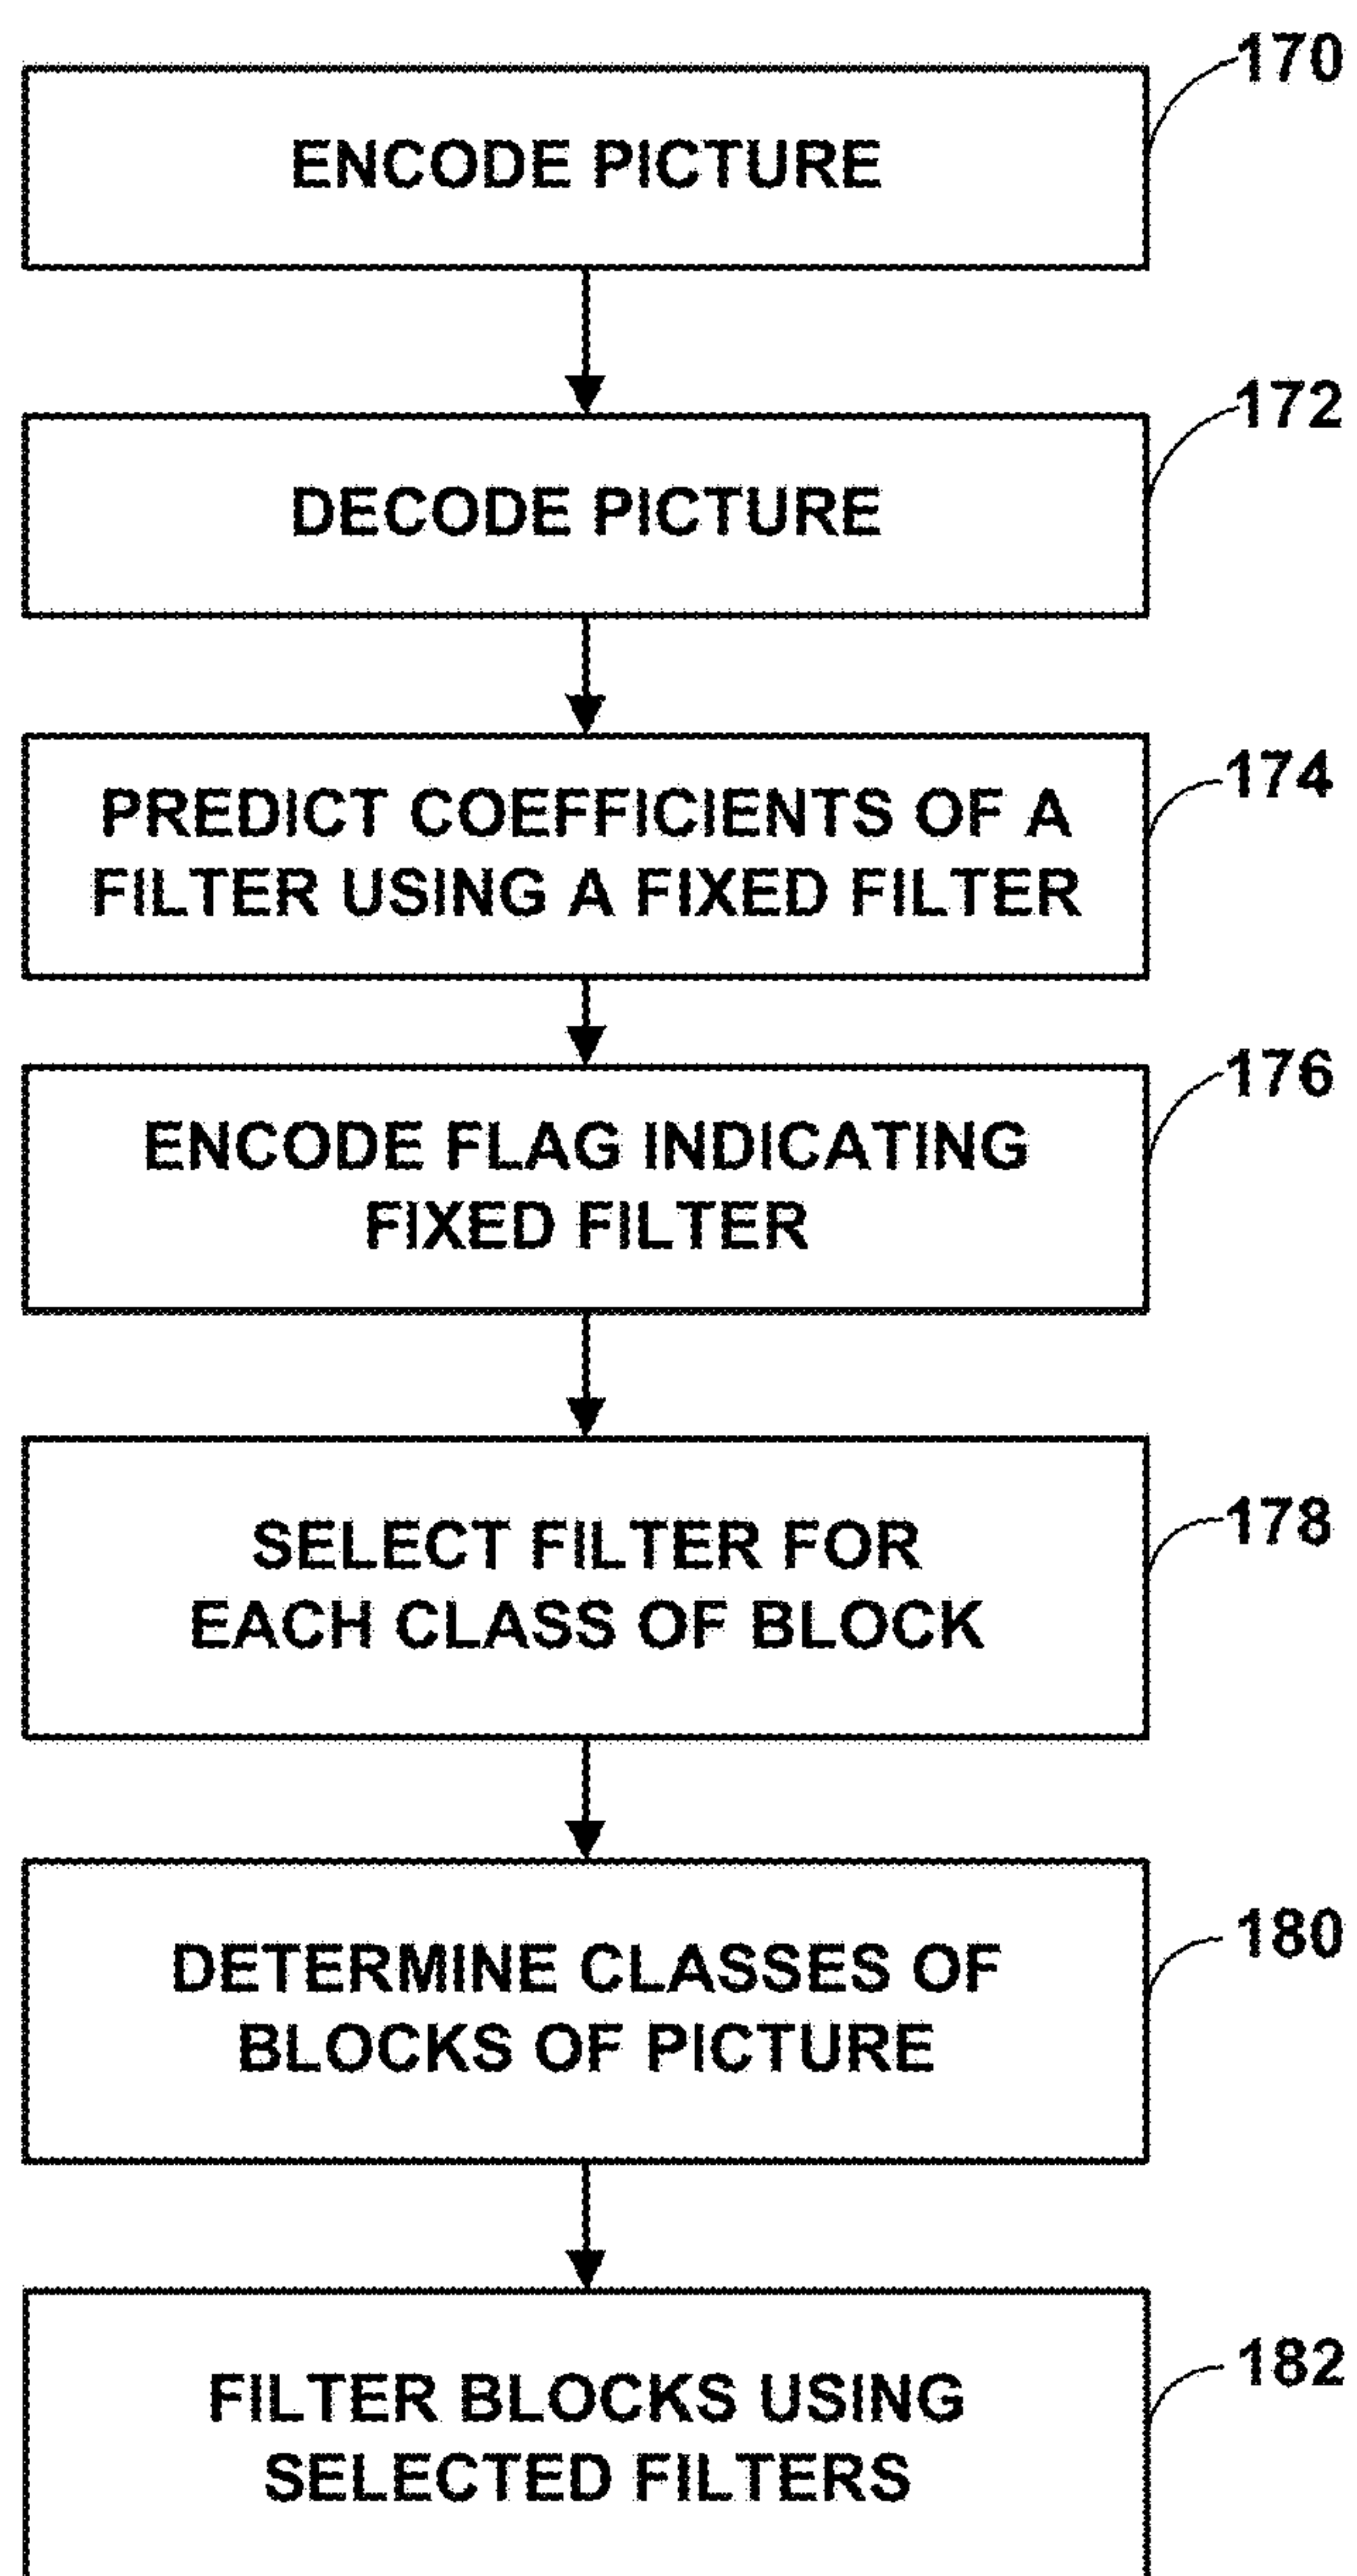 170
ENCODE PICTURE
172
DECODE PICTURE
174
PREDICT COEFFICIENTS OF A
FILTER USING A FIXED FILTER
176
ENCODE FLAG INDICATING
FIXED FILTER
178
SELECT FILTER FOR
EACH CLASS OF BLOCK
180
DETERMINE CLASSES OF
BLOCKS OF PICTURE
182
FILTER BLOCKS USING
SELECTED FILTERS